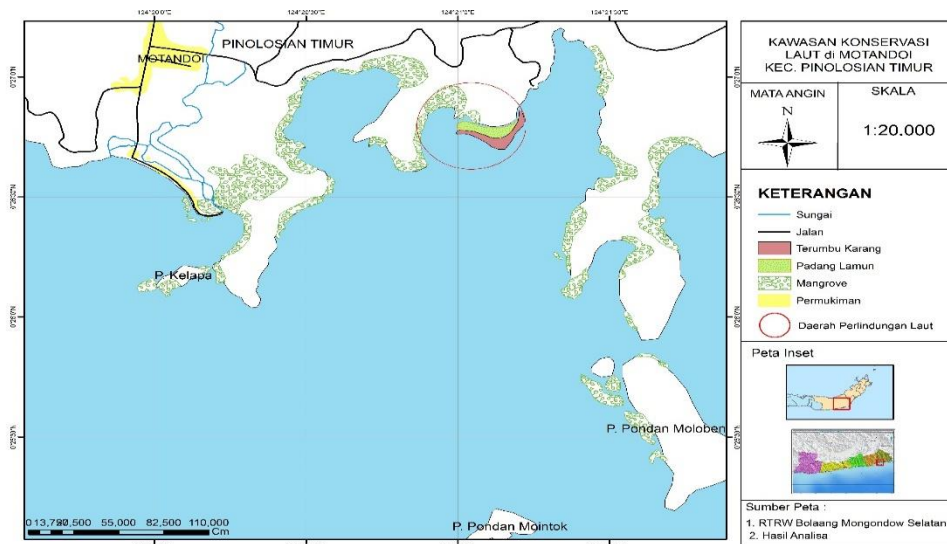 124°20'0"E
124°20'30"E
124°21'0"E
124°21'30"E
PINOLOSIAN TIMUR
MOTANDOI
P. Kelapa
P. Pondan Moloben
P. Pondan Mointok
110,000
55,000
82,500
Cm
KAWASAN KONSERVASI
LAUT di MOTANDOI
KEC. PINOLOSIAN TIMUR
MATA ANGIN
N
SKALA
1:20.000
KETERANGAN
Sungai
Jalan
Terumbu Karang
Padang Lamun
Mangrove
Permukiman
Daerah Perlindungan Laut
Peta Inset
Sumber Peta :
1. RTRW Bolaang Mongondow Selatan
2. Hasil Analisa